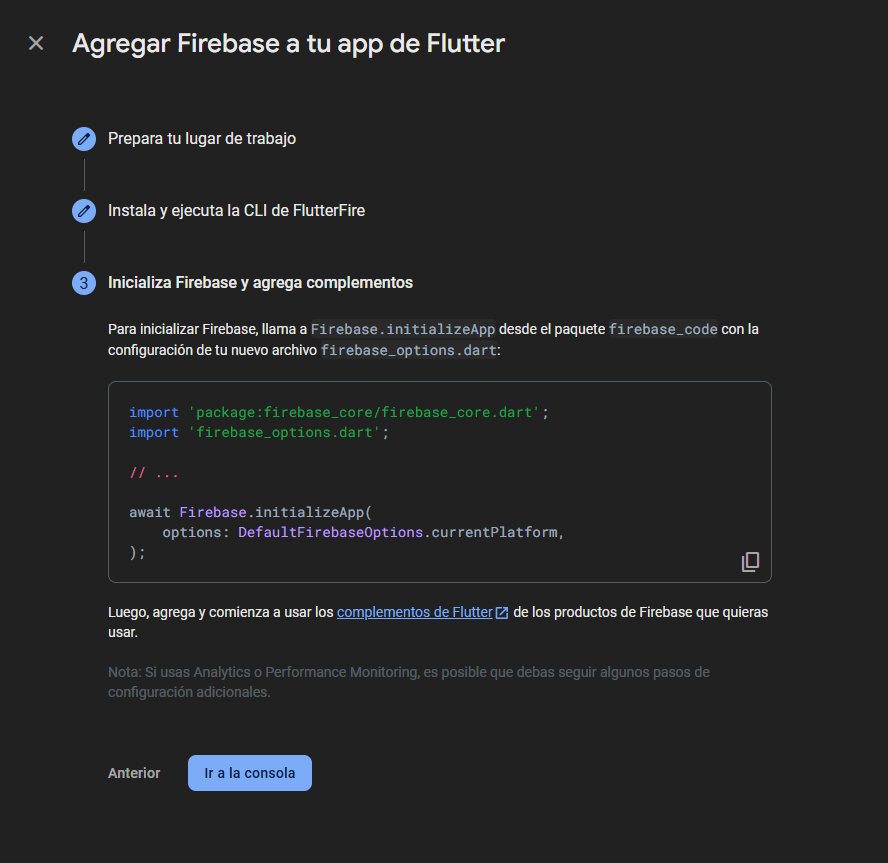 Agregar Firebase a tu app de Flutter
Prepara tu lugar de trabajo
Instala y ejecuta la CLI de FlutterFire
3 Inicializa Firebase y agrega complementos
Para inicializar Firebase, llama a Firebase.initializeApp desde el paquete firebase_code con la
configuración de tu nuevo archivo firebase_options.dart:
import 'package:firebase_core/firebase_core.dart';
import 'firebase_options.dart';
// ...
await Firebase.initializeApp(
    options: DefaultFirebaseOptions.currentPlatform,
);
Luego, agrega y comienza a usar los complementos de Flutter de los productos de Firebase que quieras
usar.
Nota: Si usas Analytics o Performance Monitoring, es posible que debas seguir algunos pasos de
configuración adicionales.
Anterior Ir a la consola